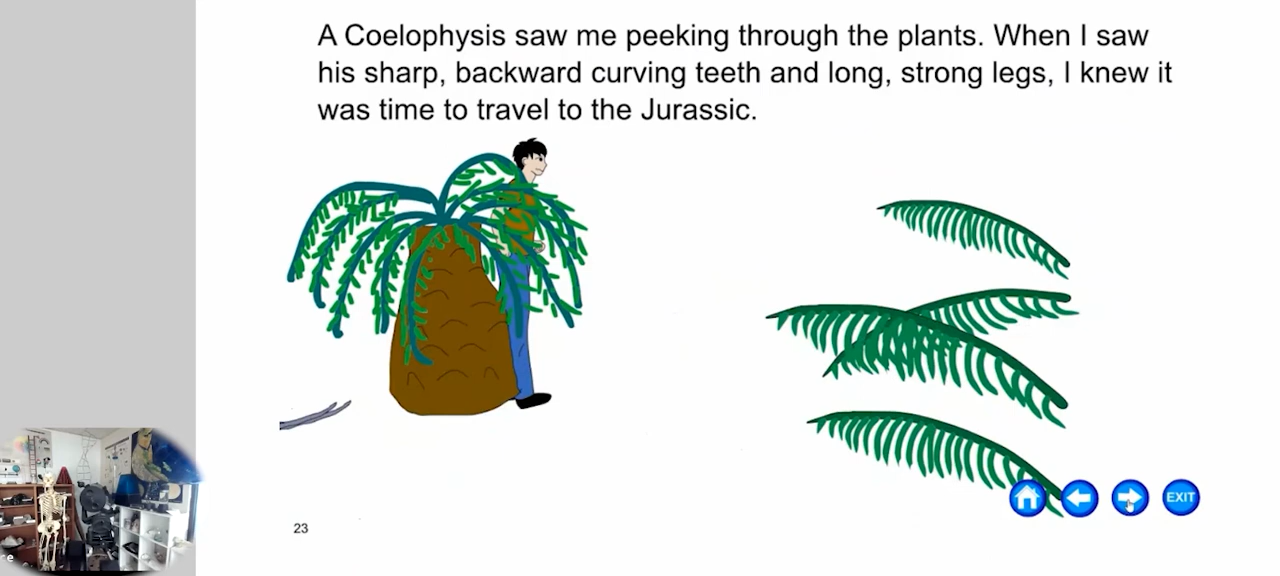 A Coelophysis saw me peeking through the plants. When I saw
his sharp, backward curving teeth and long, strong legs, I knew it
was time to travel to the Jurassic.
EXIT
23